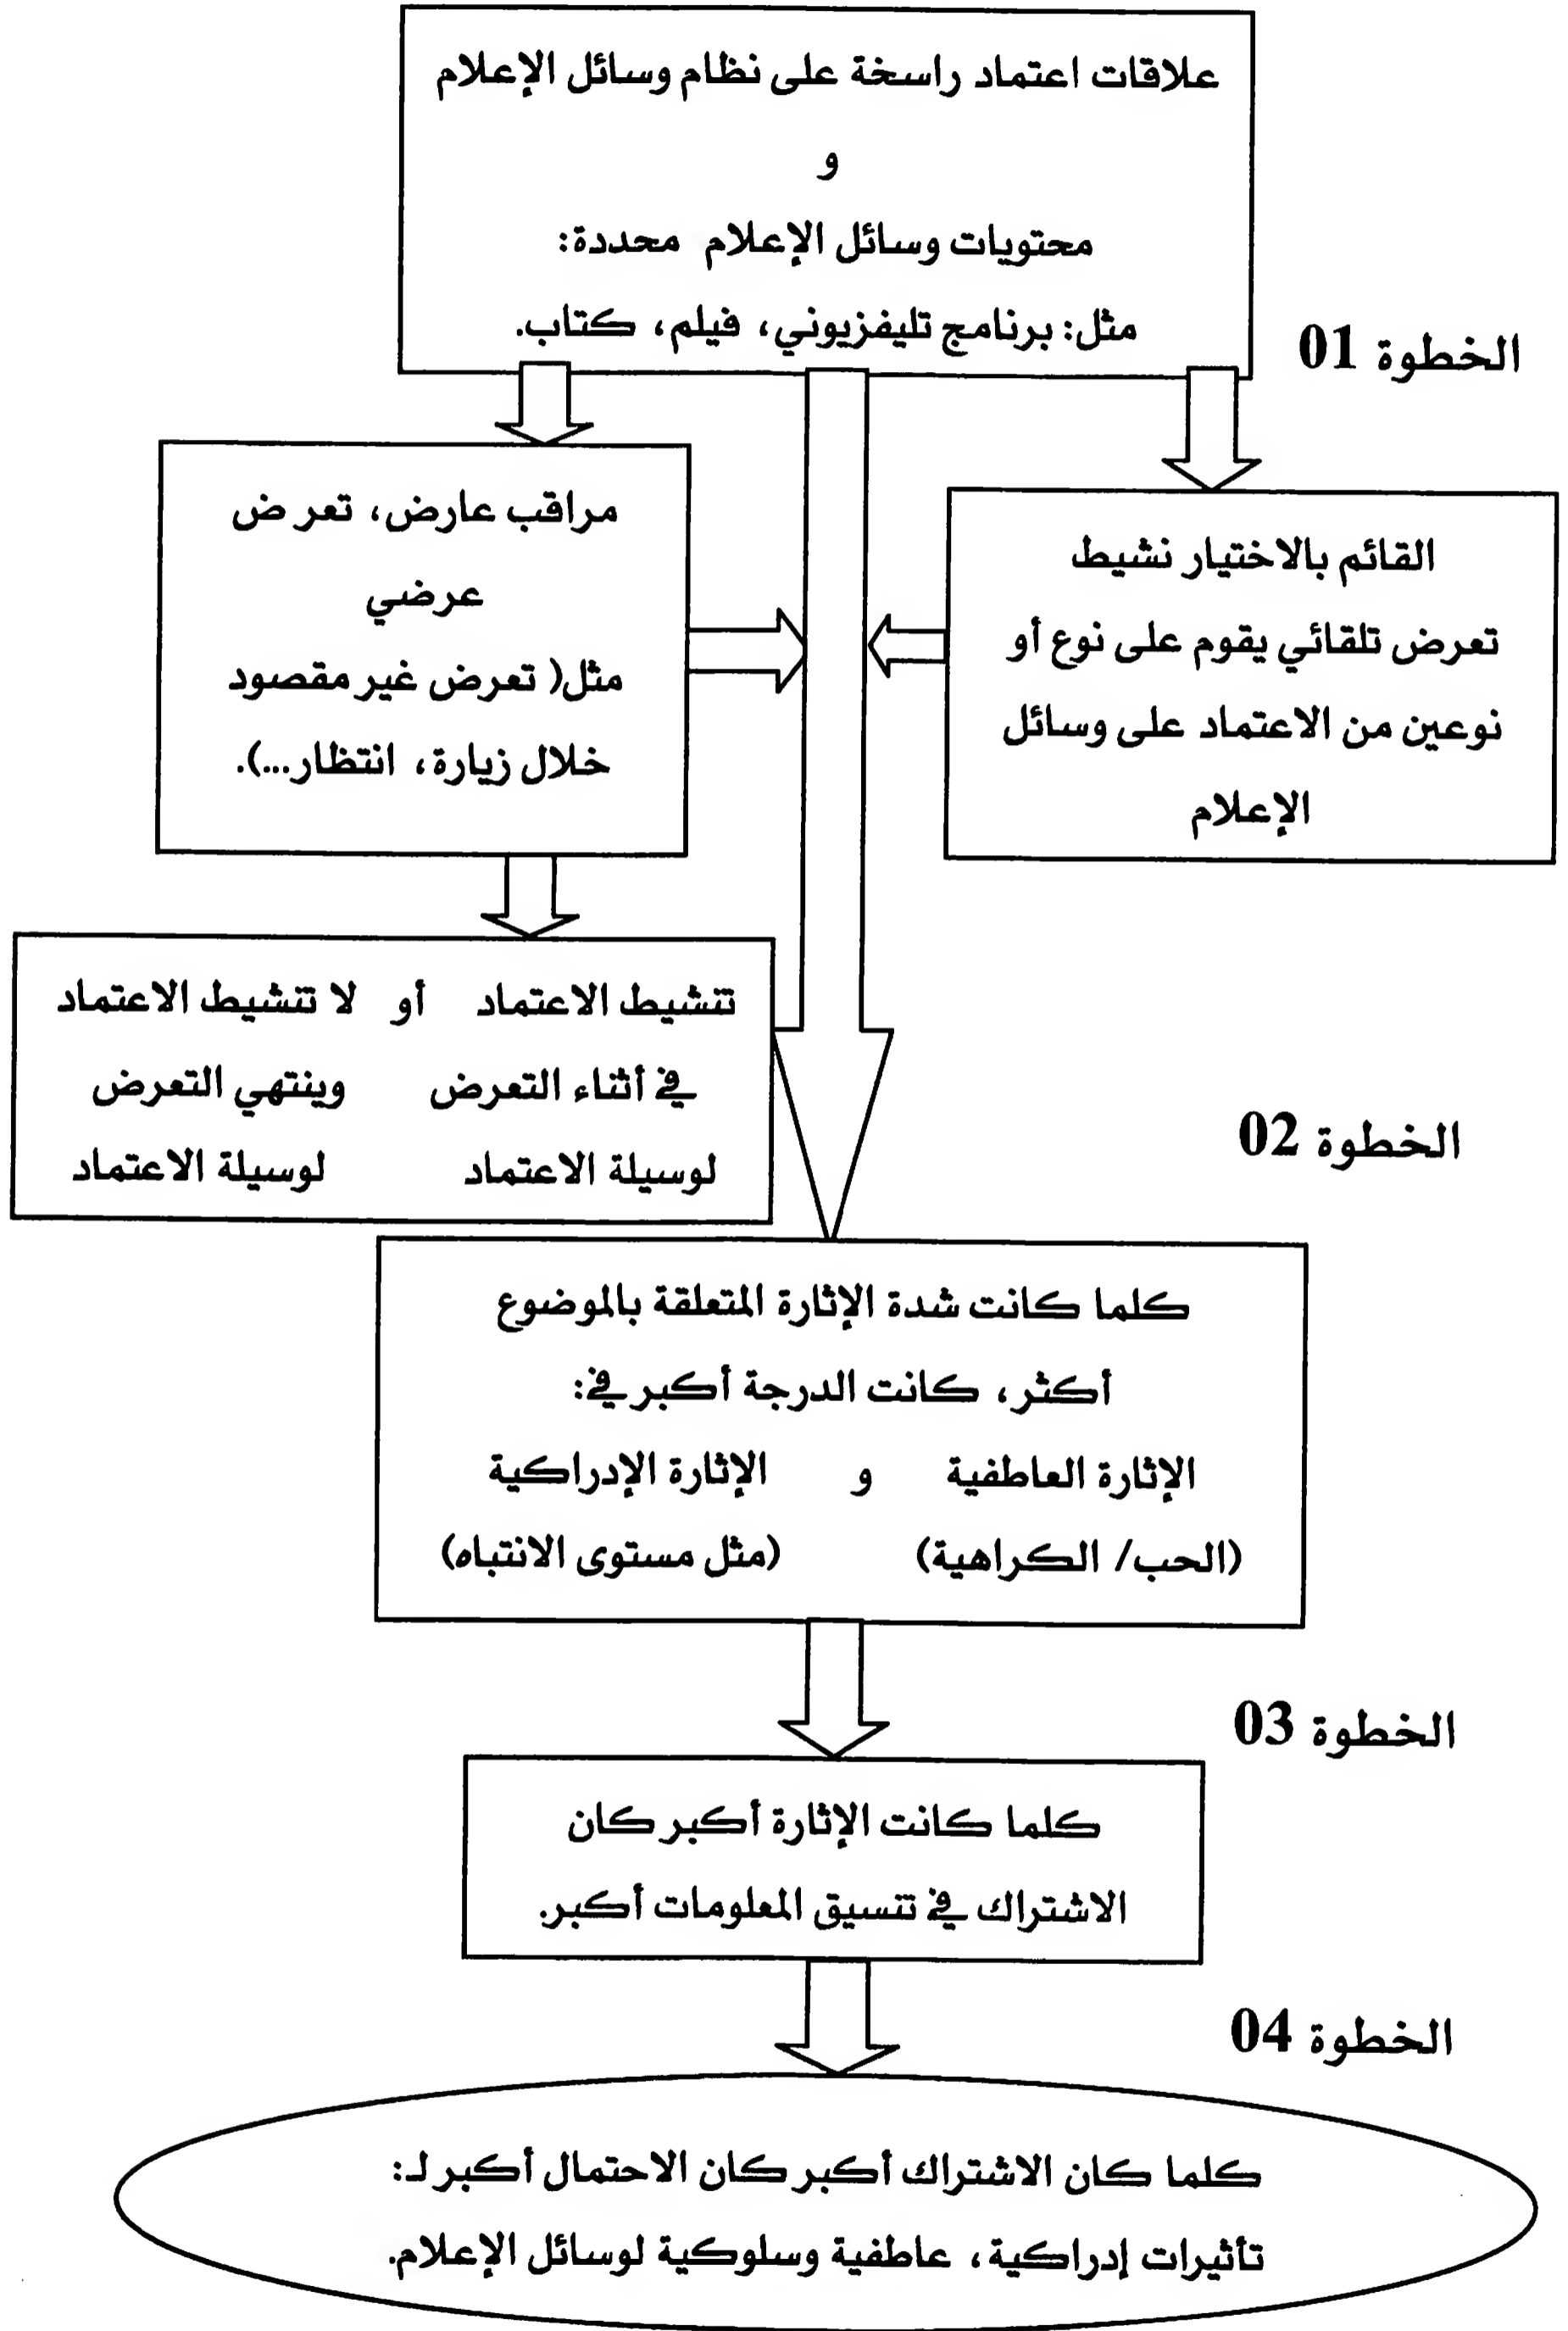 علاقات اعتماد راسخة على نظام وسائل الإعلام
و
محتويات وسائل الإعلام محددة:
مثل: برنامج تليفزيوني، فيلم، كتاب.
الخطوة 01
القائم بالاختيار نشيط
تعرض تلقائي يقوم على نوع أو
نوعين من الاعتماد على وسائل
الإعلام
مراقب عارض، تعرض
عرضي
مثل( تعرض غير مقصود
خلال زيارة، انتظار...).
تنشيط الاعتماد أو لا تنشيط الاعتماد
في أثناء التعرض وينتهي التعرض
لوسيلة الاعتماد لوسيلة الاعتماد
الخطوة 02
كلما كانت شدة الإثارة المتعلقة بالموضوع
أكثر، كانت الدرجة أكبر في:
الإثارة العاطفية و الإثارة الإدراكية
(الحب/ الكراهية) (مثل مستوى الانتباه)
الخطوة 03
كلما كانت الإثارة أكبر كان
الاشتراك في تنسيق المعلومات أكبر.
الخطوة 04
كلما كان الاشتراك أكبر كان الاحتمال أكبر لـ:
تأثيرات إدراكية، عاطفية وسلوكية لوسائل الإعلام.